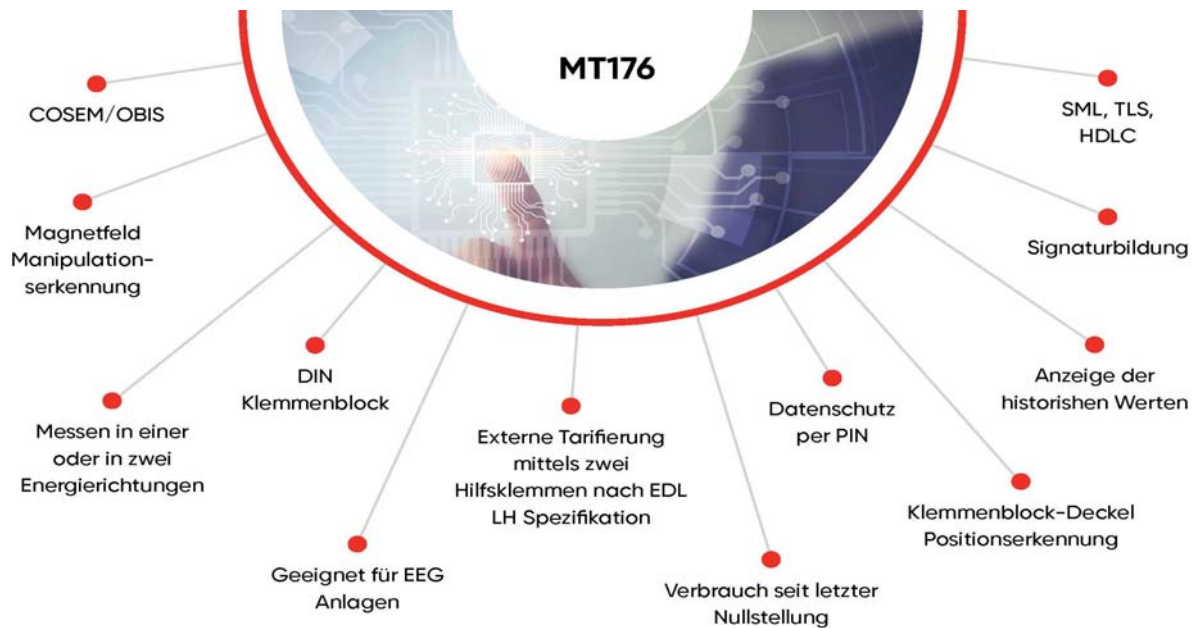 MT176
COSEM/OBIS
Magnetfeld
Manipulation-
serkennung
Messen in einer
oder in zwei
Energierichtungen
DIN
Klemmenblock
Geeignet für EEG
Anlagen
Externe Tarifierung
mittels zwei
Hilfsklemmen nach EDL
LH Spezifikation
Verbrauch seit letzter
Nullstellung
Datenschutz
per PIN
Klemmenblock-Deckel
Positionserkennung
Anzeige der
historishen Werten
Signaturbildung
SML, TLS,
HDLC